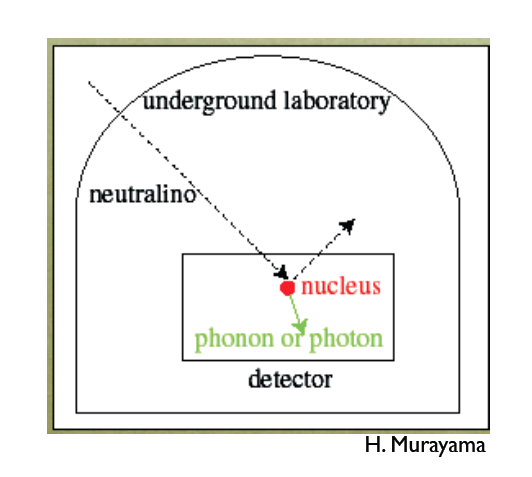 underground laboratory
neutralino
nucleus
phonon or photon
detector
H. Murayama